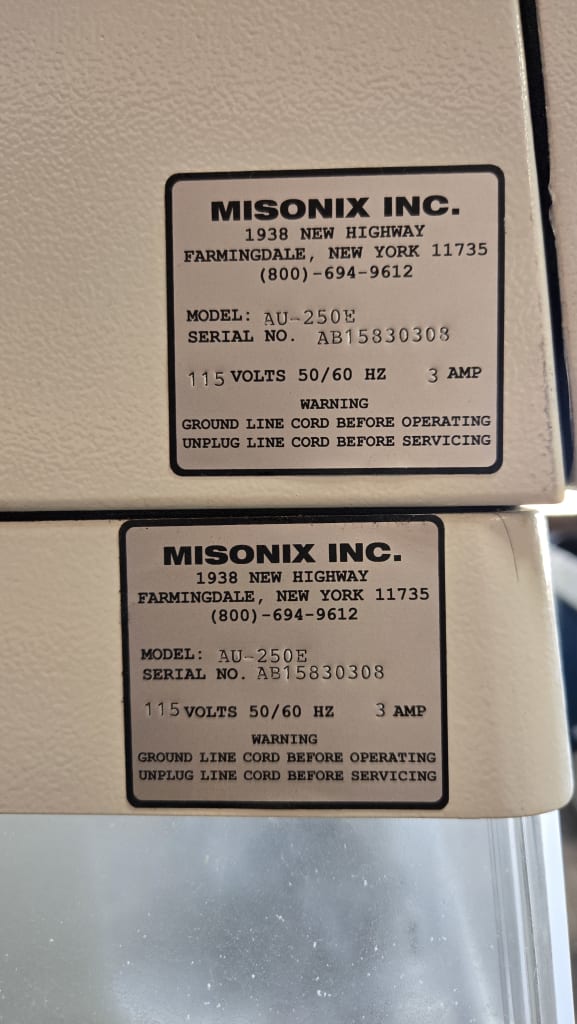 MISONIX INC.
1938 NEW HIGHWAY
FARMINGDALE, NEW YORK 11735
(800)-694-9612
MODEL: AU-250E
SERIAL NO. AB15830308
115 VOLTS 50/60 HZ 3 AMP
WARNING
GROUND LINE CORD BEFORE OPERATING
UNPLUG LINE CORD BEFORE SERVICING
MISONIX INC.
1938 NEW HIGHWAY
FARMINGDALE, NEW YORK 11735
(800)-694-9612
MODEL: AU-250E
SERIAL NO. AB15830308
115 VOLTS 50/60 HZ 3 AMP
WARNING
GROUND LINE CORD BEFORE OPERATING
UNPLUG LINE CORD BEFORE SERVICING